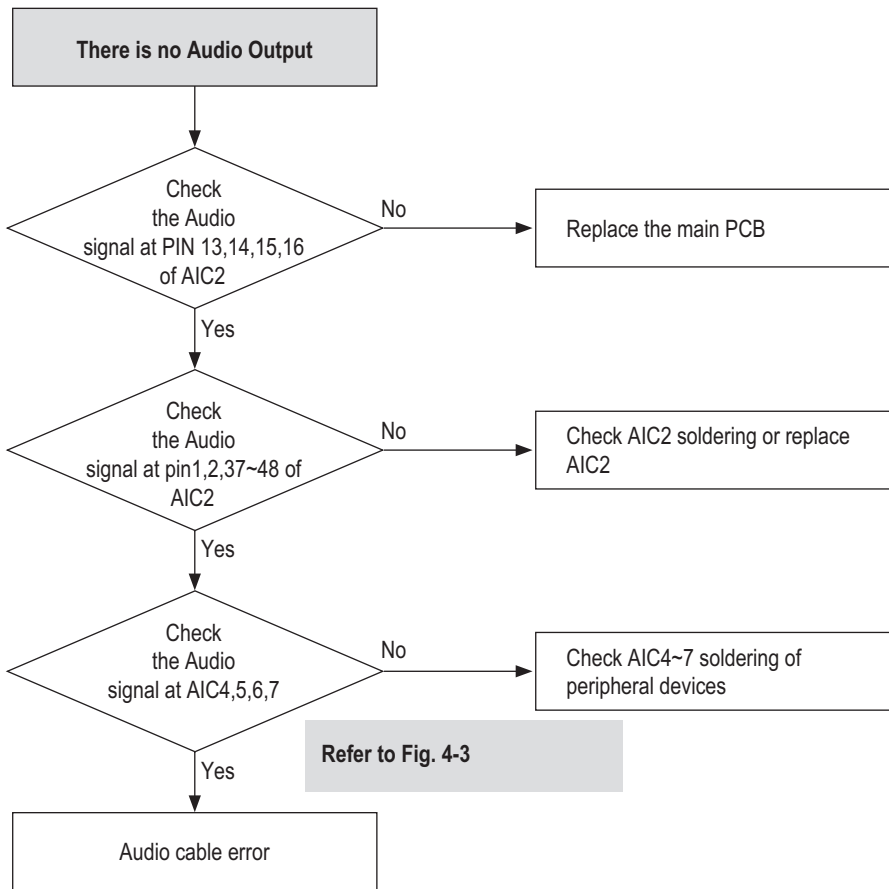 There is no Audio Output
Check
the Audio
signal at PIN 13,14,15,16
of AIC2
No
Replace the main PCB
Yes
Check
the Audio
signal at pin1,2,37~48 of
AIC2
No
Check AIC2 soldering or replace
AIC2
Yes
Check
the Audio
signal at AIC4,5,6,7
No
Check AIC4~7 soldering of
peripheral devices
Refer to Fig. 4-3
Yes
Audio cable error